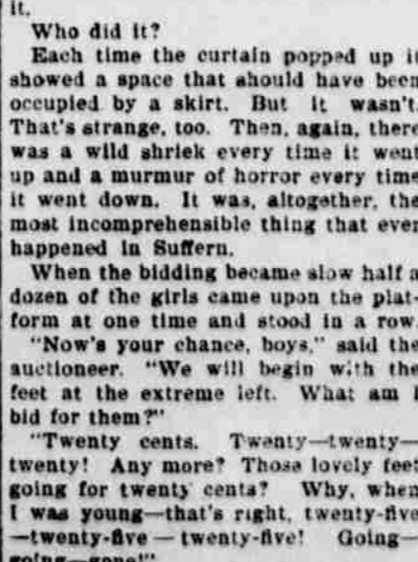 it.
Who did it?
Each time the curtain popped up it
showed a space that should have been
occupied by a skirt. But it wasn't.
That's strange, too. Then, again, there
was a wild shriek every time it went
up and a murmur of horror every time
it went down. It was, altogether, the
most incomprehensible thing that ever
happened in Suffern.
When the bidding became slow half a
dozen of the girls came upon the plat-
form at one time and stood in a row.
"Now's your chance, boys," said the
auctioneer. "We will begin with the
feet at the extreme left. What am I
bid for them?"
"Twenty cents. Twenty—twenty—
twenty! Any more? Those lovely feet
going for twenty cents? Why, when
I was young—that's right, twenty-five
—twenty-five—twenty-five! Going—
going—gone!"